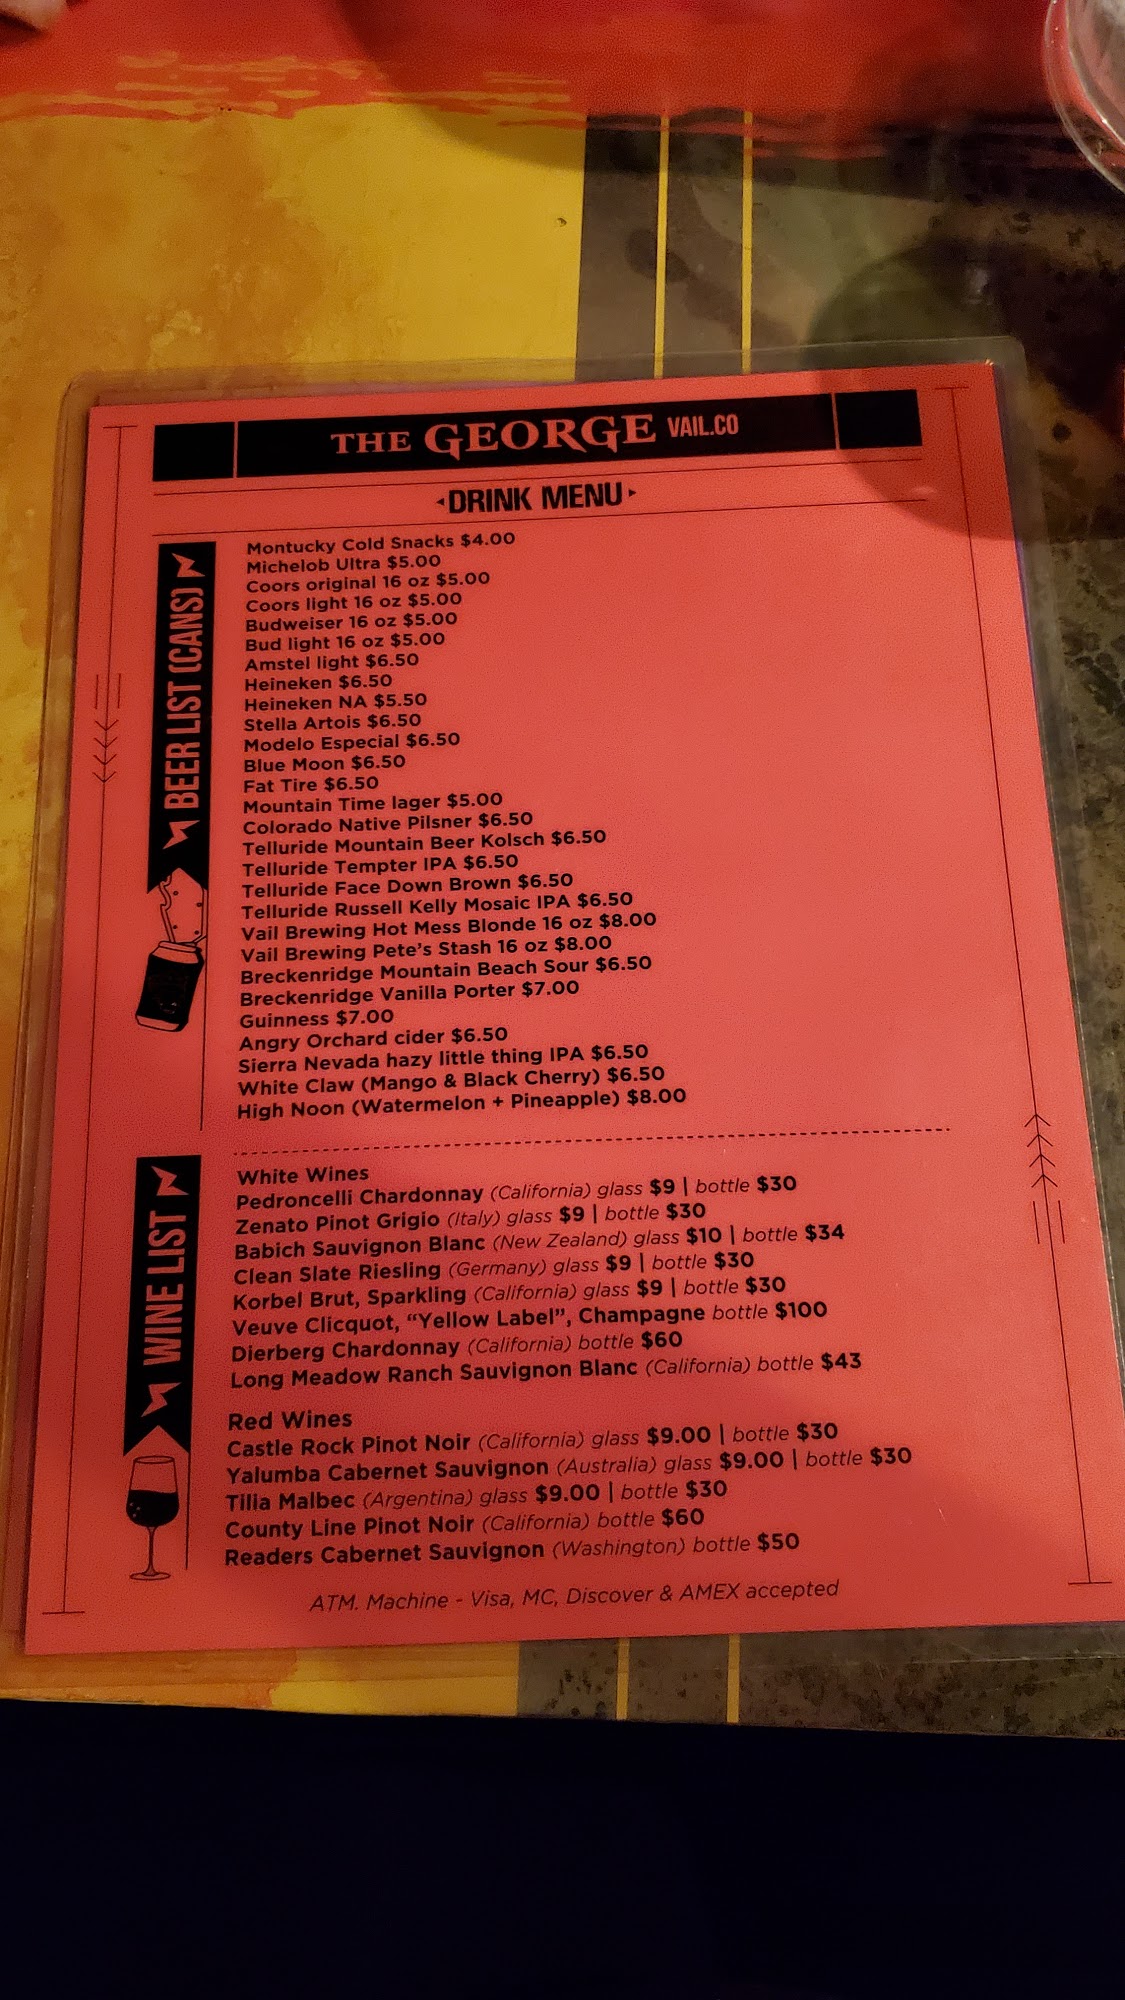 THE GEORGE VAIL.CO
DRINK MENU
BEER LIST (CANS)
Montucky Cold Snacks $4.00
Michelob Ultra $5.00
Coors original 16 oz $5.00
Coors light 16 oz $5.00
Budweiser 16 oz $5.00
Bud light 16 oz $5.00
Amstel light $6.50
Heineken $6.50
Heineken NA $5.50
Stella Artois $6.50
Modelo Especial $6.50
Blue Moon $6.50
Fat Tire $6.50
Mountain Time lager $5.00
Colorado Native Pilsner $6.50
Telluride Mountain Beer Kolsch $6.50
Telluride Tempter IPA $6.50
Telluride Face Down Brown $6.50
Telluride Russell Kelly Mosaic IPA $6.50
Vail Brewing Hot Mess Blonde 16 oz $8.00
Vail Brewing Pete's Stash 16 oz $8.00
Breckenridge Mountain Beach Sour $6.50
Breckenridge Vanilla Porter $7.00
Guinness $7.00
Angry Orchard cider $6.50
Sierra Nevada hazy little thing IPA $6.50
White Claw (Mango & Black Cherry) $6.50
High Noon (Watermelon + Pineapple) $8.00
WINE LIST
White Wines
Pedroncelli Chardonnay (California) glass $9 | bottle $30
Zenato Pinot Grigio (Italy) glass $9 | bottle $30
Babich Sauvignon Blanc (New Zealand) glass $10 | bottle $34
Clean Slate Riesling (Germany) glass $9 | bottle $30
Korbel Brut, Sparkling (California) glass $9 | bottle $30
Veuve Clicquot, "Yellow Label", Champagne bottle $100
Dierberg Chardonnay (California) bottle $60
Long Meadow Ranch Sauvignon Blanc (California) bottle $43
Red Wines
Castle Rock Pinot Noir (California) glass $9.00 | bottle $30
Yalumba Cabernet Sauvignon (Australia) glass $9.00 | bottle $30
Tilia Malbec (Argentina) glass $9.00 | bottle $30
County Line Pinot Noir (California) bottle $60
Readers Cabernet Sauvignon (Washington) bottle $50
ATM. Machine - Visa, MC, Discover & AMEX accepted